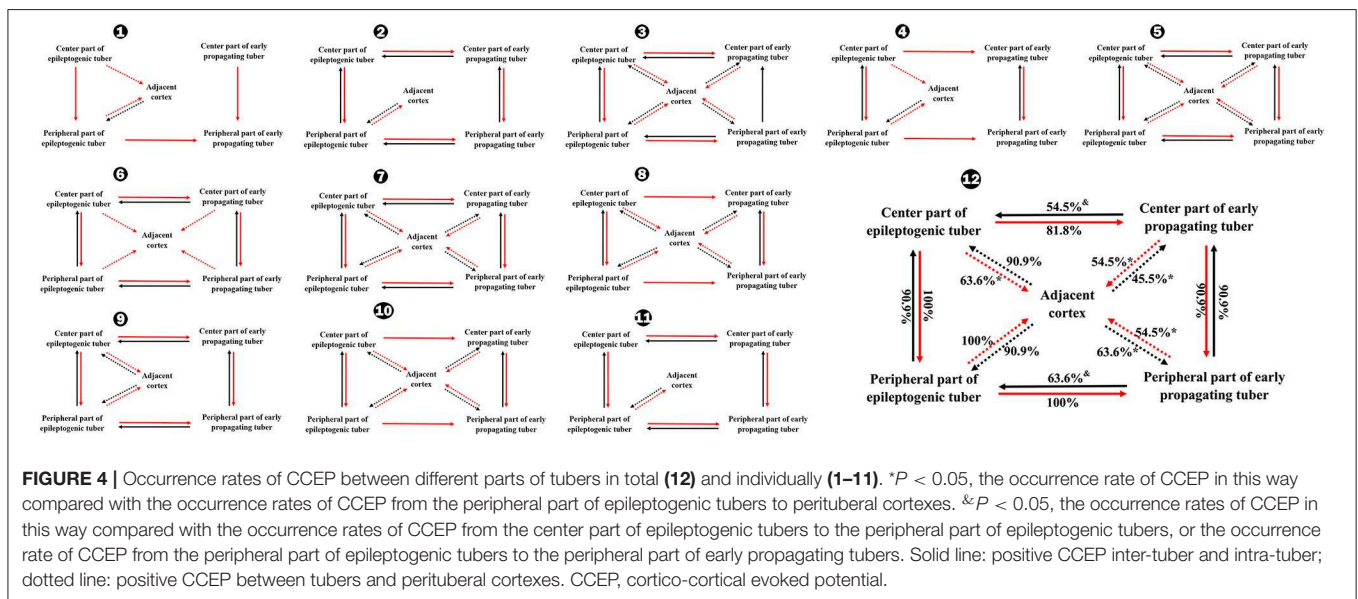 1
Center part of
epileptogenic tuber
Center part of early
propagating tuber
Adjacent
cortex
Peripheral part of
epileptogenic tuber
Peripheral part of early
propagating tuber
2
Center part of
epileptogenic tuber
Center part of early
propagating tuber
Adjacent
cortex
Peripheral part of
epileptogenic tuber
Peripheral part of early
propagating tuber
3
Center part of
epileptogenic tuber
Center part of early
propagating tuber
Adjacent
cortex
Peripheral part of
epileptogenic tuber
Peripheral part of early
propagating tuber
4
Center part of
epileptogenic tuber
Center part of early
propagating tuber
Adjacent
cortex
Peripheral part of
epileptogenic tuber
Peripheral part of early
propagating tuber
5
Center part of
epileptogenic tuber
Center part of early
propagating tuber
Adjacent
cortex
Peripheral part of
epileptogenic tuber
Peripheral part of early
propagating tuber
6
Center part of
epileptogenic tuber
Center part of early
propagating tuber
Adjacent
cortex
Peripheral part of
epileptogenic tuber
Peripheral part of early
propagating tuber
7
Center part of
epileptogenic tuber
Center part of early
propagating tuber
Adjacent
cortex
Peripheral part of
epileptogenic tuber
Peripheral part of early
propagating tuber
8
Center part of
epileptogenic tuber
Center part of early
propagating tuber
Adjacent
cortex
Peripheral part of
epileptogenic tuber
Peripheral part of early
propagating tuber
9
Center part of
epileptogenic tuber
Center part of early
propagating tuber
Adjacent
cortex
Peripheral part of
epileptogenic tuber
Peripheral part of early
propagating tuber
10
Center part of
epileptogenic tuber
Center part of early
propagating tuber
Adjacent
cortex
Peripheral part of
epileptogenic tuber
Peripheral part of early
propagating tuber
11
Center part of
epileptogenic tuber
Center part of early
propagating tuber
Adjacent
cortex
Peripheral part of
epileptogenic tuber
Peripheral part of early
propagating tuber
12
Center part of
epileptogenic tuber
54.5%&
81.8%
Center part of early
propagating tuber
90.9%
63.6%*
54.5%*
45.5%*
90.9%
100%
Adjacent
cortex
90.9%
90.9%
100%
90.9%
54.5%*
63.6%*
Peripheral part of
epileptogenic tuber
63.6%&
100%
Peripheral part of early
propagating tuber
FIGURE 4 | Occurrence rates of CCEP between different parts of tubers in total (12) and individually (1–11). *P < 0.05, the occurrence rate of CCEP in this way
compared with the occurrence rates of CCEP from the peripheral part of epileptogenic tubers to perituberal cortexes. &P < 0.05, the occurrence rates of CCEP in
this way compared with the occurrence rates of CCEP from the center part of epileptogenic tubers to the peripheral part of epileptogenic tubers, or the occurrence
rate of CCEP from the peripheral part of epileptogenic tubers to the peripheral part of early propagating tubers. Solid line: positive CCEP inter-tuber and intra-tuber;
dotted line: positive CCEP between tubers and perituberal cortexes. CCEP, cortico-cortical evoked potential.